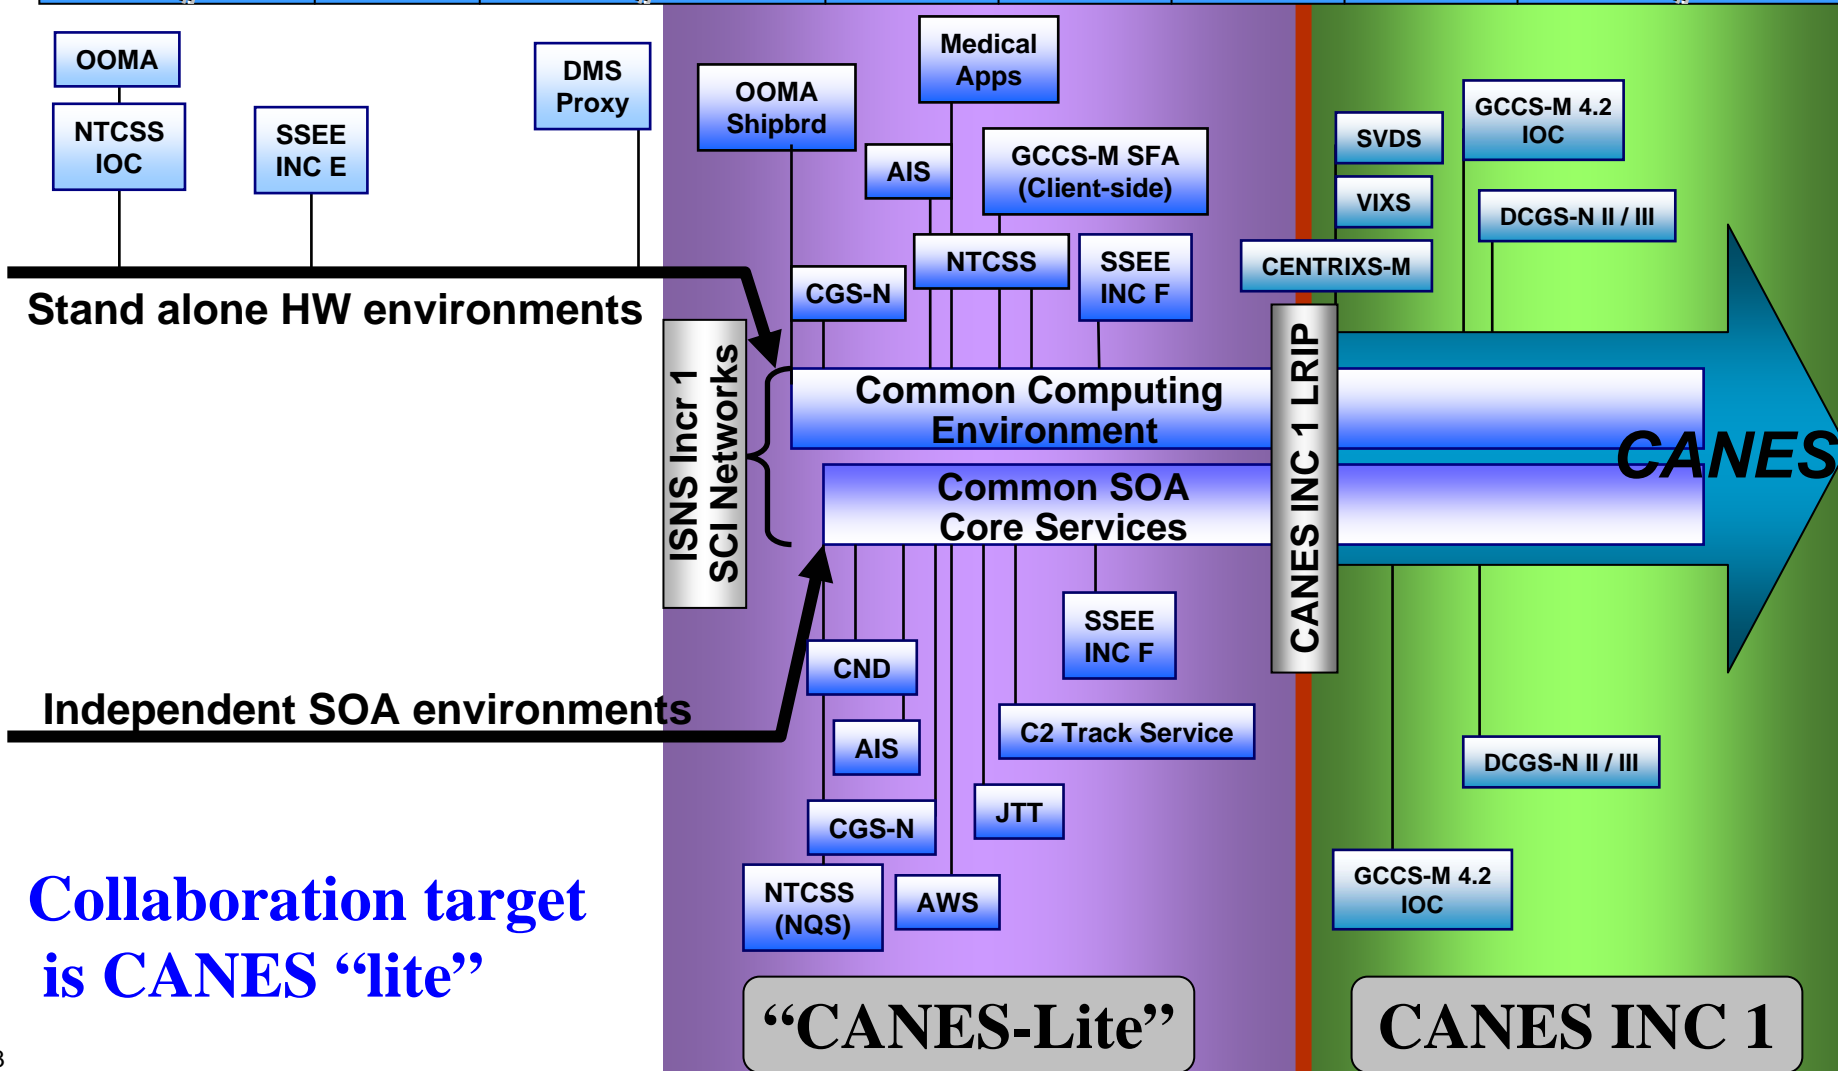 OOMA
NTCSS
IOC
SSEE
INC E
DMS
Proxy
Stand alone HW environments
OOMA
Shipbrd
Medical
Apps
AIS
GCCS-M SFA
(Client-side)
NTCSS
SSEE
INC F
CGS-N
SVDS
VIXS
CENTRIXS-M
GCCS-M 4.2
IOC
DCGS-N II / III
ISNS Incr 1
SCI Networks
Common Computing
Environment
Common SOA
Core Services
CANES INC 1 LRIP
CANES
Independent SOA environments
CND
AIS
CGS-N
NTCSS
(NQS)
AWS
JTT
C2 Track Service
SSEE
INC F
DCGS-N II / III
GCCS-M 4.2
IOC
Collaboration target
is CANES “lite”
“CANES-Lite”
CANES INC 1